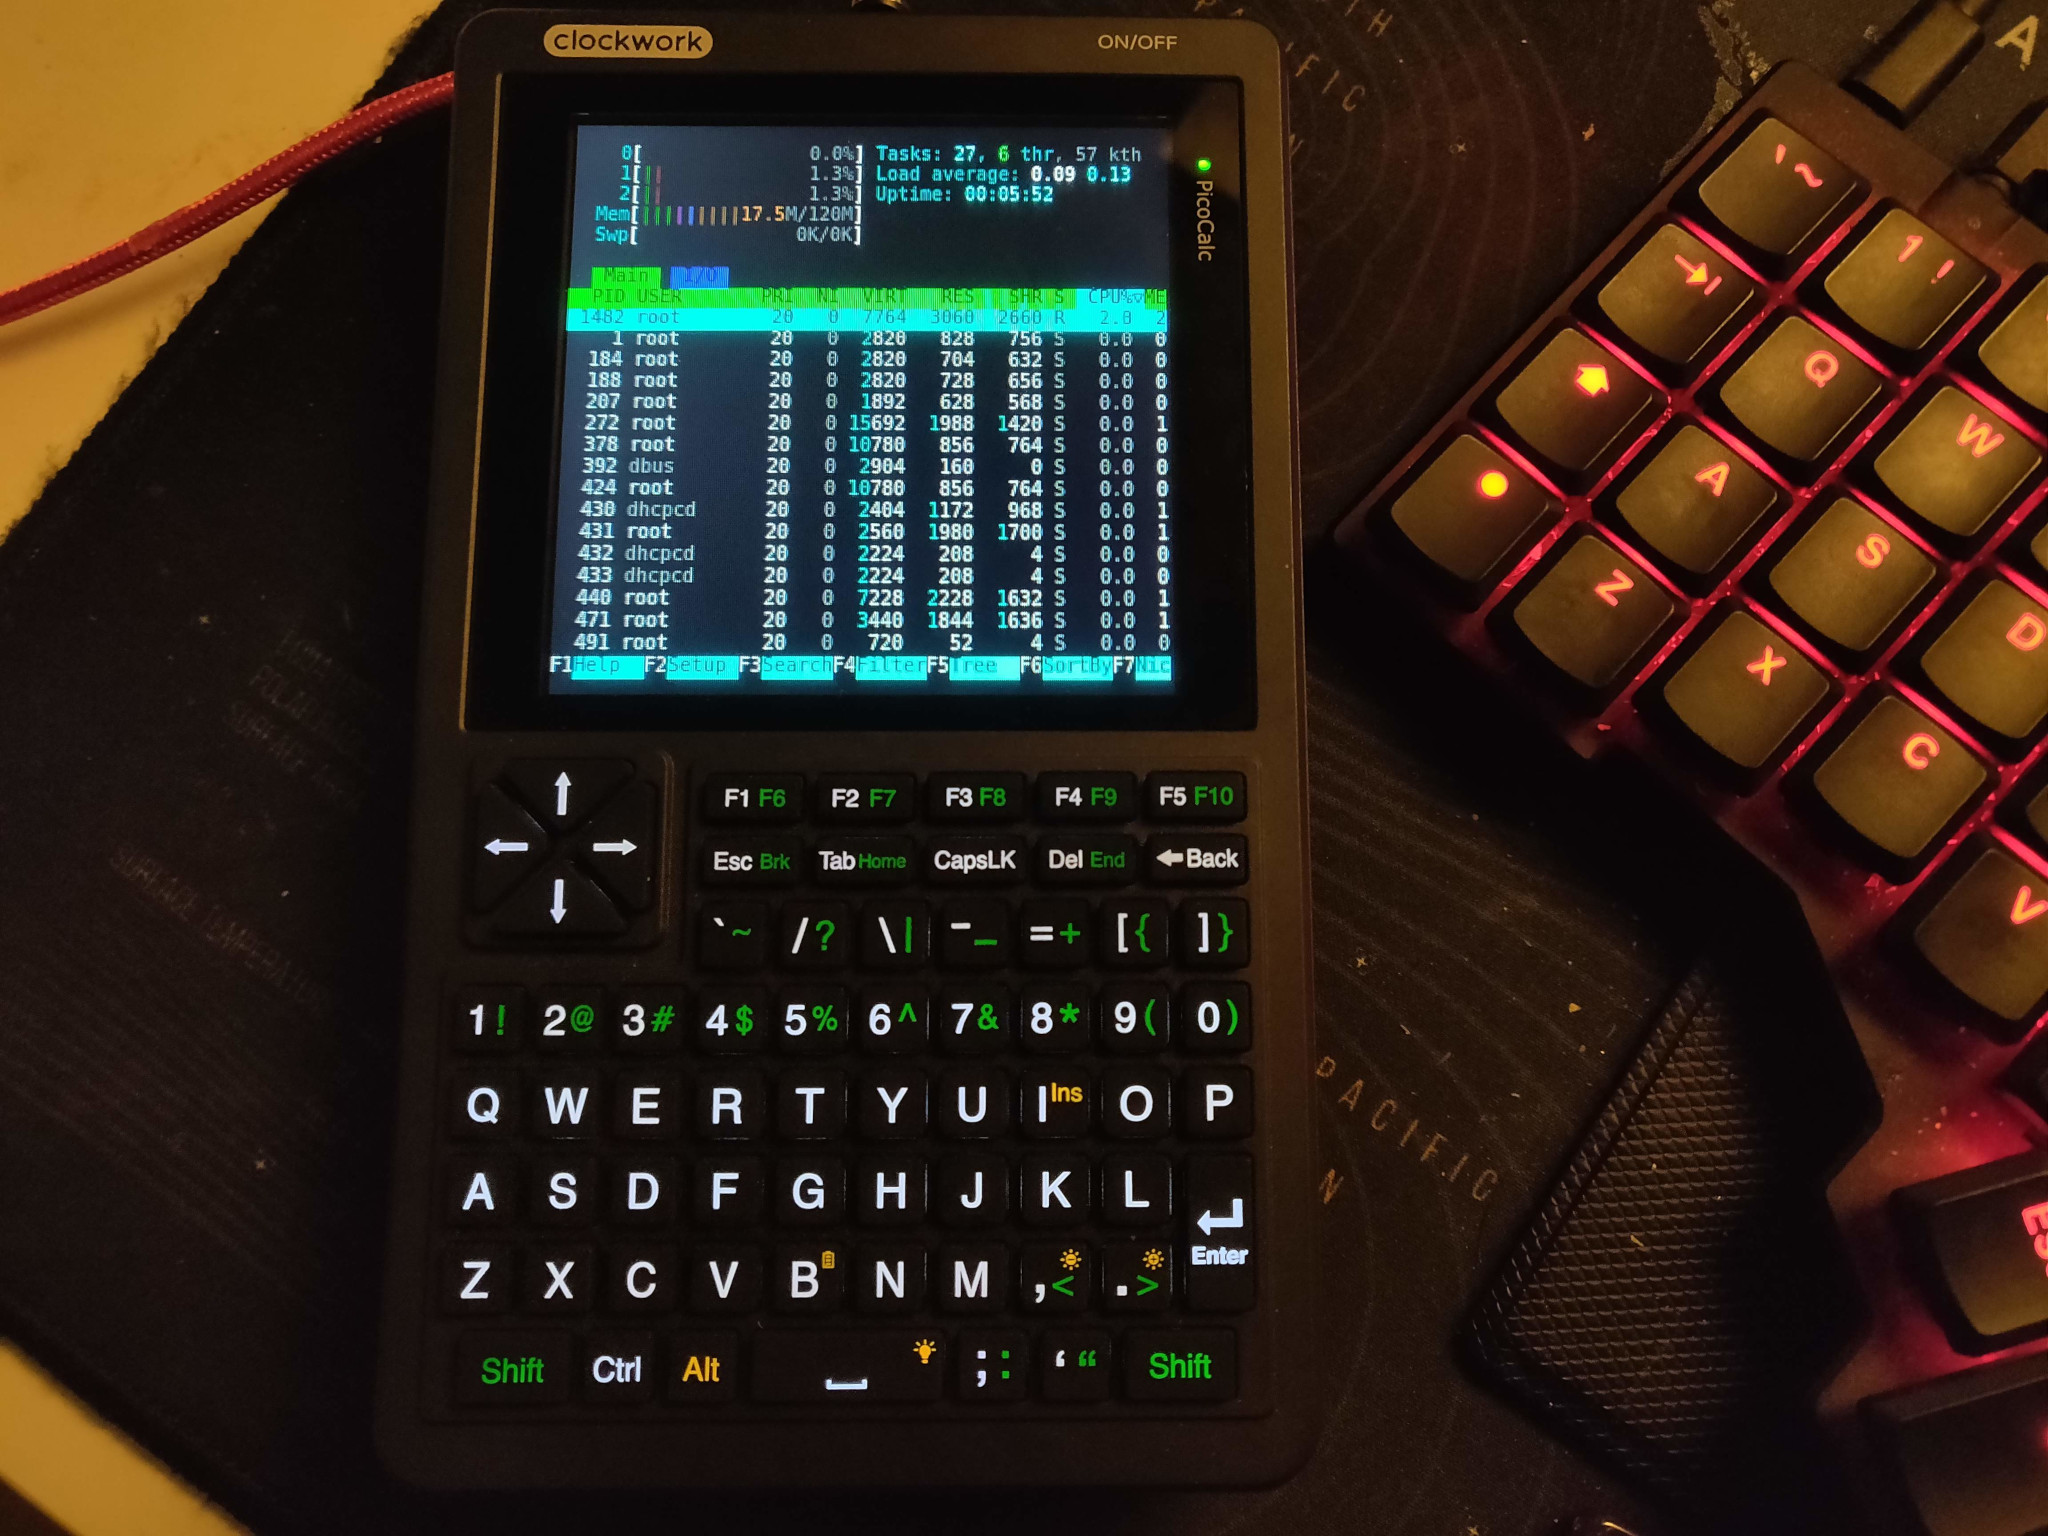 clockwork
ON/OFF
PicoCalc
0[ 0.0%] Tasks: 27, 6 thr, 57 kth
1[|| 1.3%] Load average: 0.09 0.13
2[|| 1.3%] Uptime: 00:05:52
Mem[||||||||||17.5M/120M]
Swp[ 0K/0K]
Main I/O
PID USER PRI NI VIRT RES SHR S CPU%▽ME
1482 root 20 0 7764 3060 2660 R 2.0 2
1 root 20 0 2820 828 756 S 0.0 0
184 root 20 0 2820 704 632 S 0.0 0
188 root 20 0 2820 728 656 S 0.0 0
207 root 20 0 1892 628 568 S 0.0 0
272 root 20 0 15692 1988 1420 S 0.0 1
378 root 20 0 10780 856 764 S 0.0 0
392 dbus 20 0 2904 160 0 S 0.0 0
424 root 20 0 10780 856 764 S 0.0 0
430 dhcpcd 20 0 2404 1172 968 S 0.0 1
431 root 20 0 2560 1980 1700 S 0.0 1
432 dhcpcd 20 0 2224 208 4 S 0.0 0
433 dhcpcd 20 0 2224 208 4 S 0.0 0
440 root 20 0 7228 2228 1632 S 0.0 1
471 root 20 0 3440 1844 1636 S 0.0 1
491 root 20 0 720 52 4 S 0.0 0
F1Help F2Setup F3Search F4Filter F5Tree F6SortBy F7Nic
F1 F6 F2 F7 F3 F8 F4 F9 F5 F10
Esc Brk Tab Home CapsLK Del End ←Back
`~ /? \| -_ =+ [{ ]}
1! 2@ 3# 4$ 5% 6^ 7& 8* 9( 0)
Q W E R T Y U I Ins O P
A S D F G H J K L
Enter
Z X C V B N M ,< .>
Shift Ctrl Alt ;: ‘ “ Shift
'~
1 !
Q
W
A
S
D
Z
X
C
V
A
PACIFIC
N